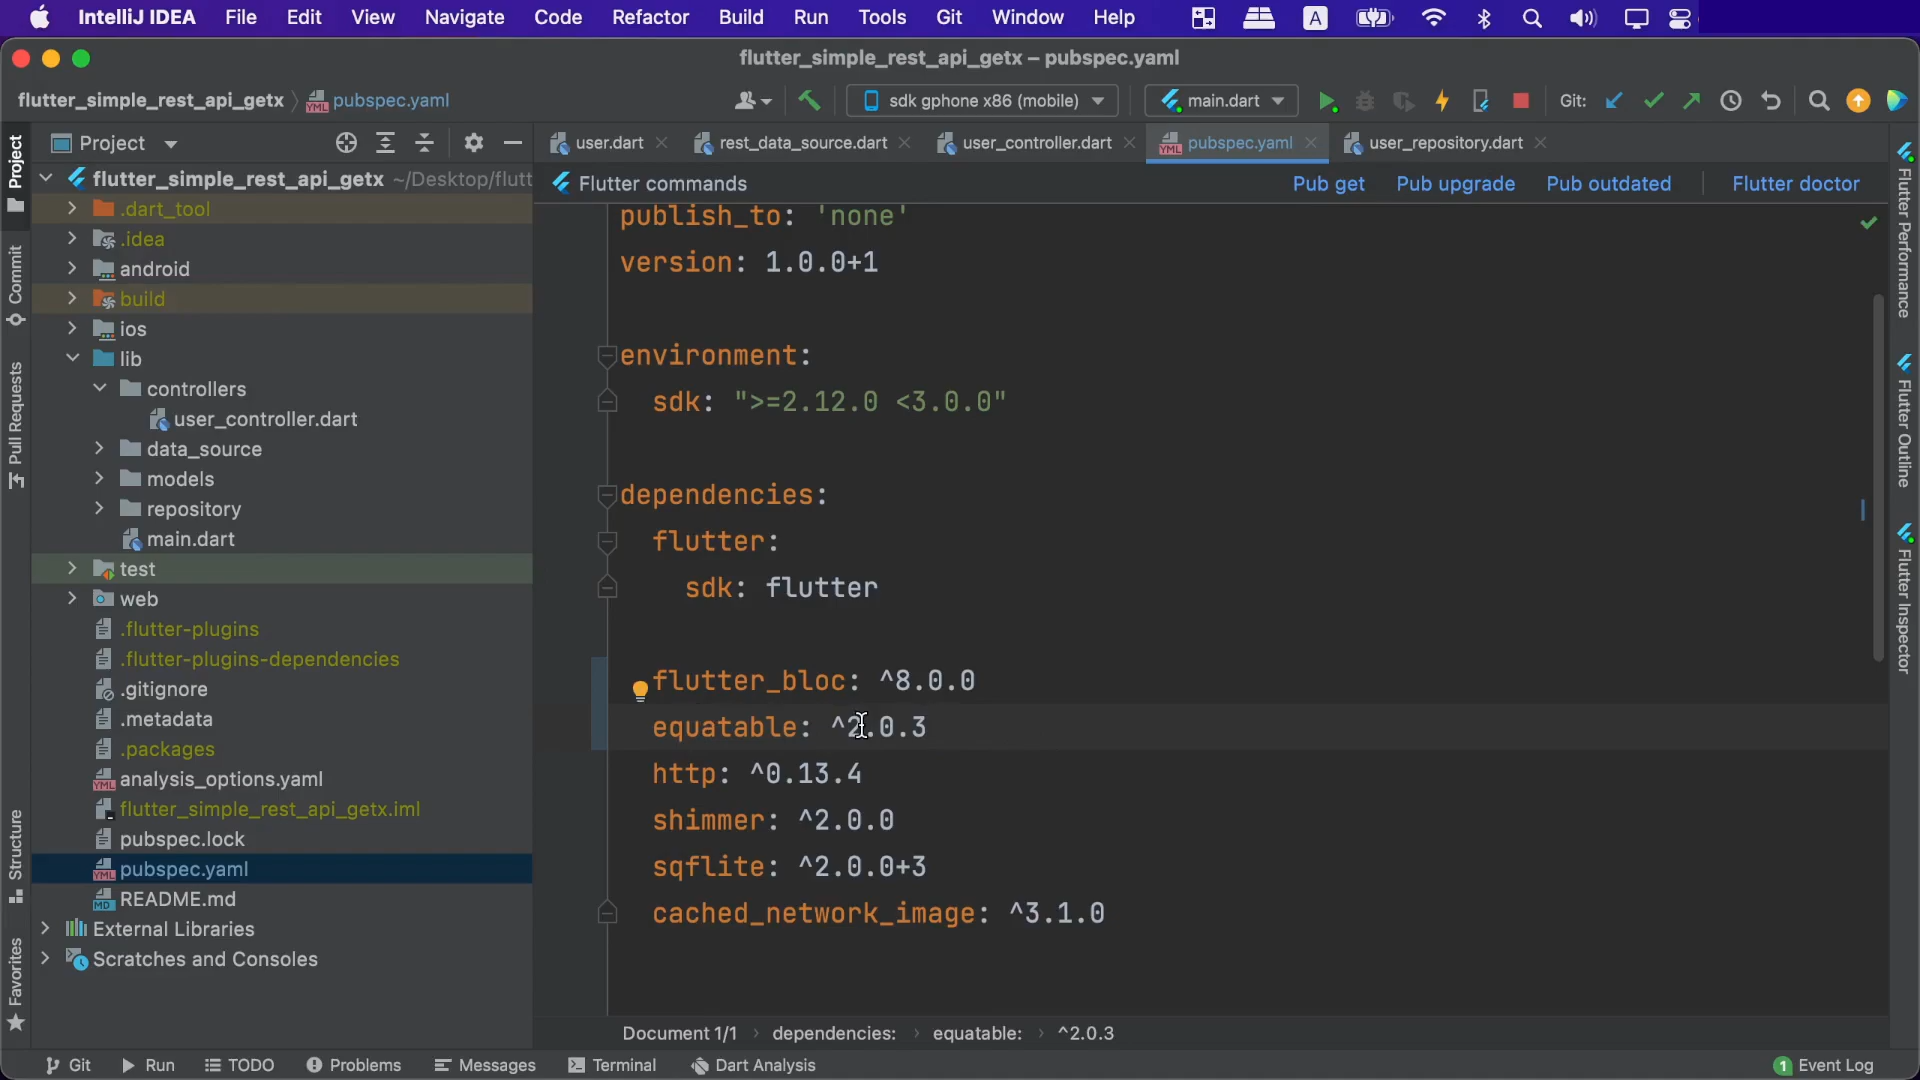 IntelliJ IDEA File Edit View Navigate Code Refactor Build Run Tools Git Window Help A
flutter_simple_rest_api_getx – pubspec.yaml
flutter_simple_rest_api_getx pubspec.yaml sdk gphone x86 (mobile) main.dart Git:
Project user.dart rest_data_source.dart user_controller.dart pubspec.yaml user_repository.dart
Flutter commands Pub get Pub upgrade Pub outdated Flutter doctor
Project
Commit
Pull Requests
Structure
Favorites
flutter_simple_rest_api_getx ~/Desktop/flutt
.dart_tool
.idea
android
build
ios
lib
controllers
user_controller.dart
data_source
models
repository
main.dart
test
web
.flutter-plugins
.flutter-plugins-dependencies
.gitignore
.metadata
.packages
analysis_options.yaml
flutter_simple_rest_api_getx.iml
pubspec.lock
pubspec.yaml
README.md
External Libraries
Scratches and Consoles
publish_to: 'none'
version: 1.0.0+1
environment:
sdk: ">=2.12.0 <3.0.0"
dependencies:
flutter:
sdk: flutter
flutter_bloc: ^8.0.0
equatable: ^2.0.3
http: ^0.13.4
shimmer: ^2.0.0
sqflite: ^2.0.0+3
cached_network_image: ^3.1.0
Flutter Performance
Flutter Outline
Flutter Inspector
Document 1/1 › dependencies: › equatable: › ^2.0.3
Git Run TODO Problems Messages Terminal Dart Analysis 1 Event Log